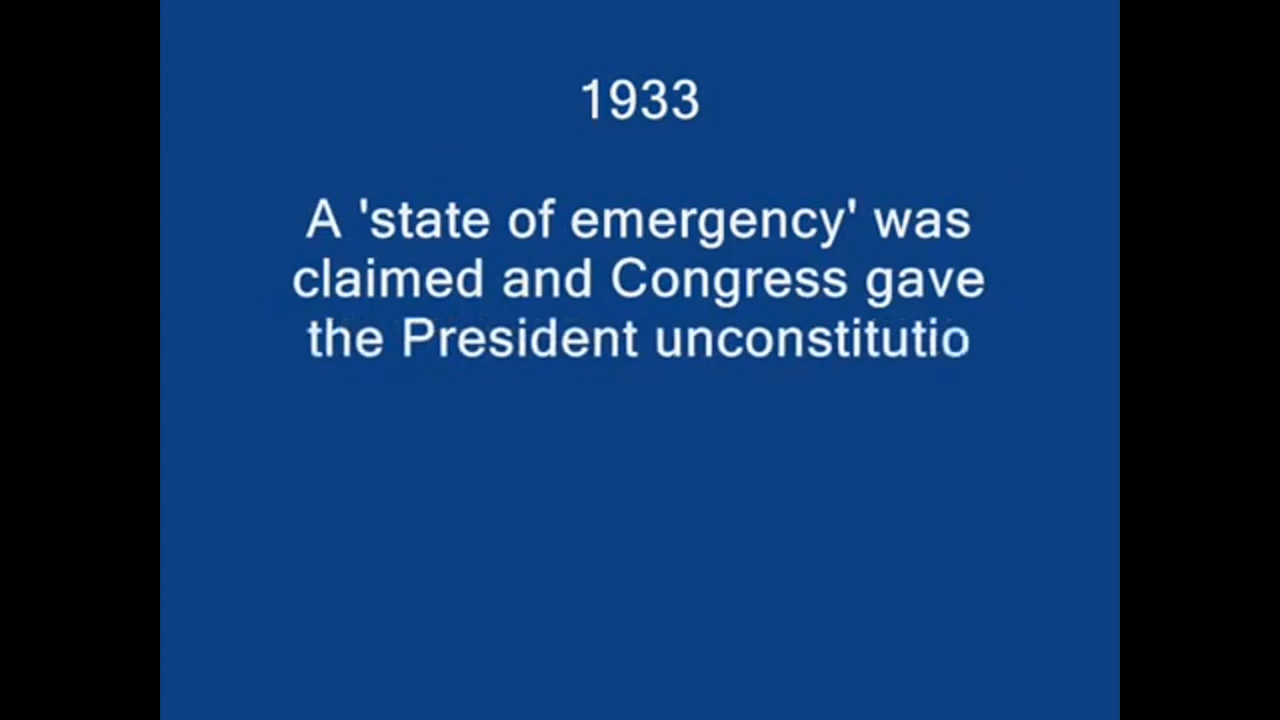 1933
A 'state of emergency' was
claimed and Congress gave
the President unconstitutio